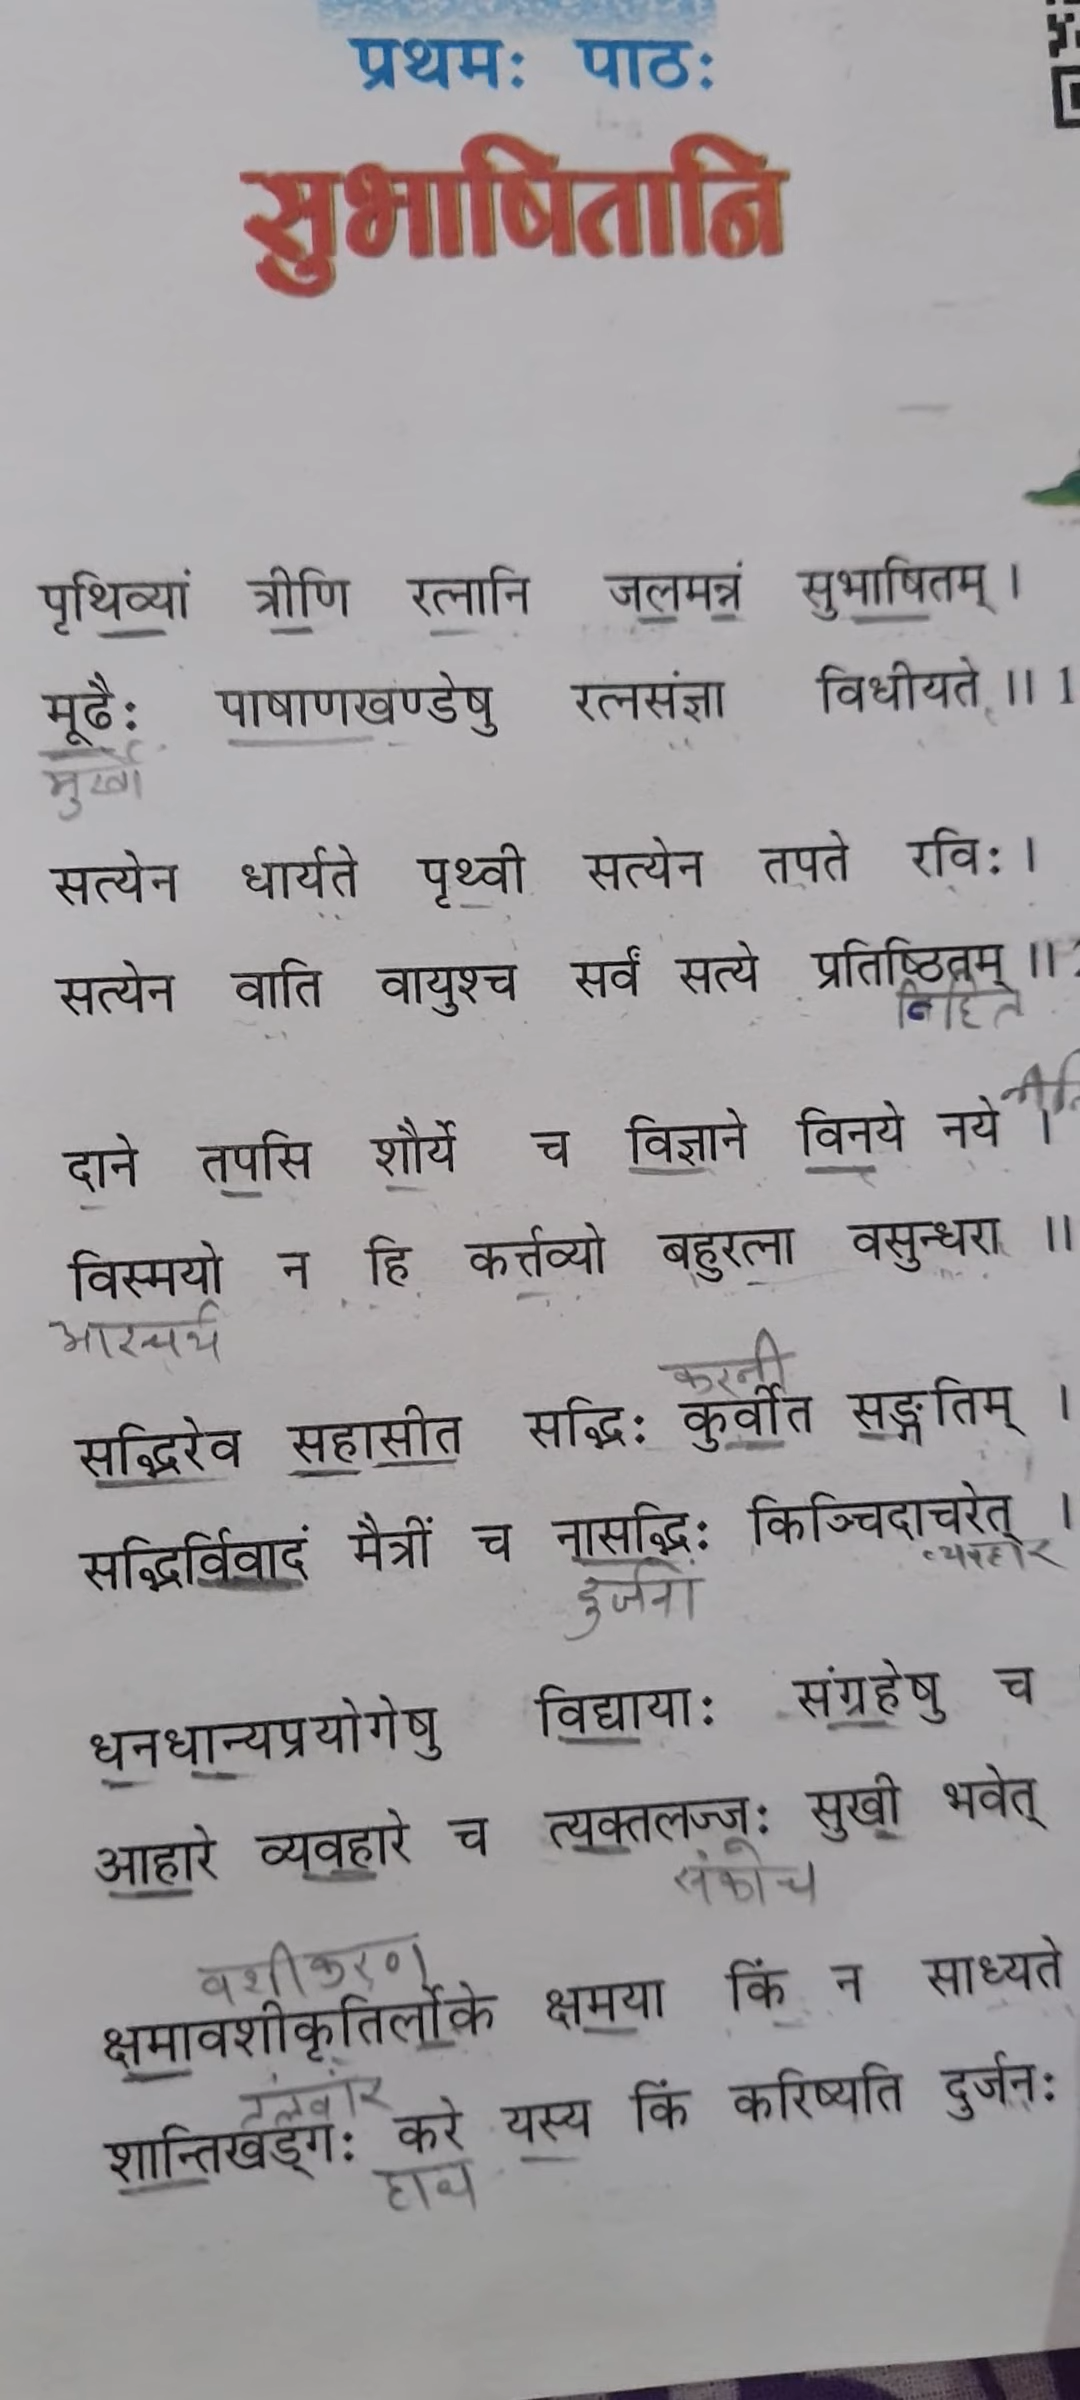 प्रथमः पाठः
सुभाषितानि
पृथिव्यां त्रीणि रत्नानि जलमन्नं सुभाषितम् ।
मूढैः पाषाणखण्डेषु रत्नसंज्ञा विधीयते ॥ 1
मुर्खो
सत्येन धार्यते पृथ्वी सत्येन तपते रविः ।
सत्येन वाति वायुश्च सर्वं सत्ये प्रतिष्ठितम् ॥
निहित
दाने तपसि शौर्ये च विज्ञाने विनये नये ।
विस्मयो न हि कर्त्तव्यो बहुरत्ना वसुन्धरा ॥
आश्चर्य
करनी
सद्भिरेव सहासीत सद्भिः कुर्वीत सङ्गतिम् ।
सद्भिर्विवादं मैत्रीं च नासद्भिः किञ्चिदाचरेत् ।
व्यवहार
दुर्जनो
धनधान्यप्रयोगेषु विद्यायाः संग्रहेषु च
आहारे व्यवहारे च त्यक्तलज्जः सुखी भवेत्
संकोच
वशीकरण
क्षमावशीकृतिर्लोके क्षमया किं न साध्यते
तलवार
शान्तिखड्गः करे यस्य किं करिष्यति दुर्जनः
हाथ